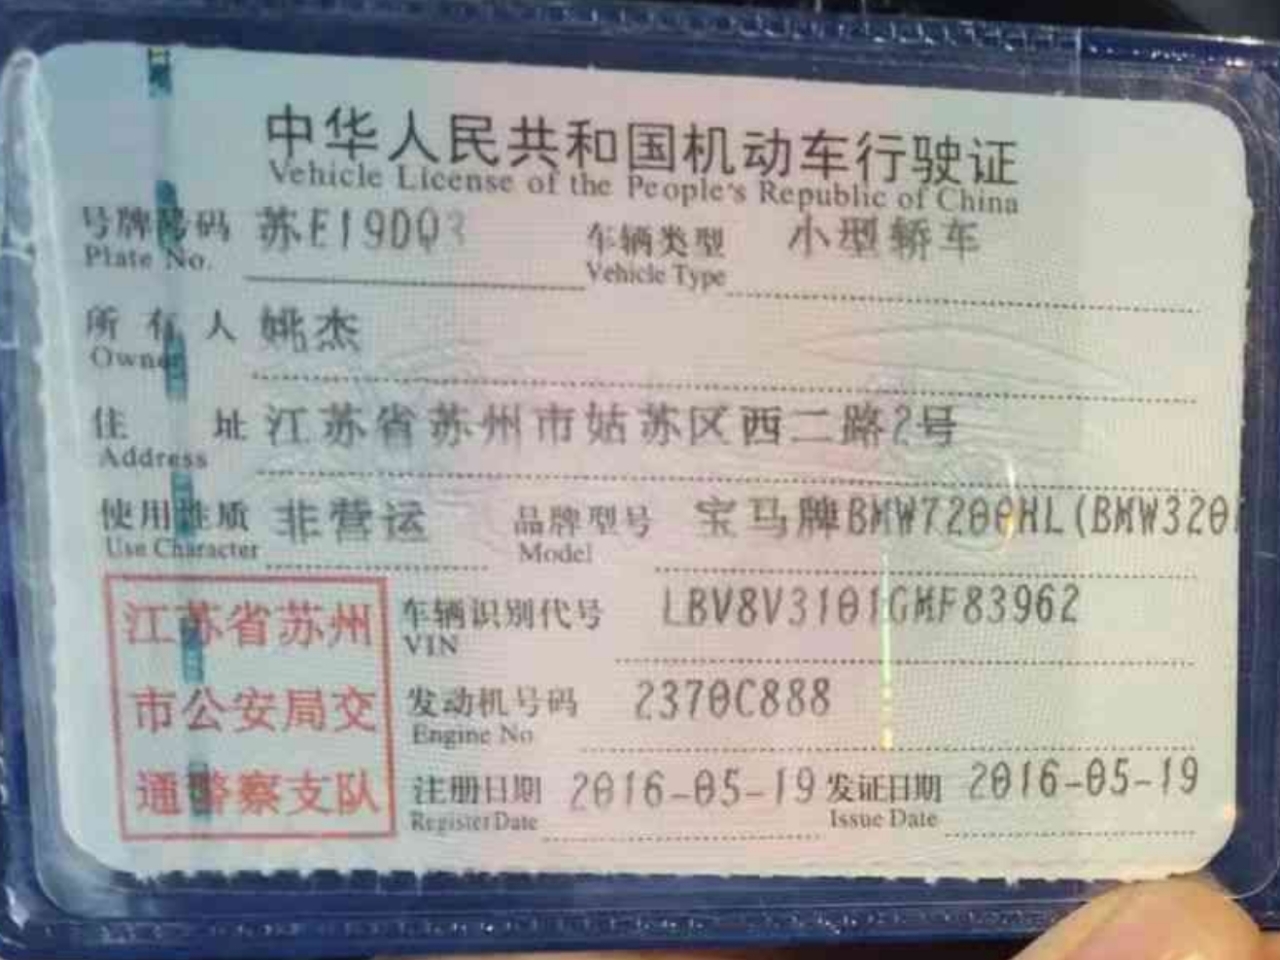 中华人民共和国机动车行驶证
Vehicle License of the People's Republic of China
号牌号码 苏E19DQ 车辆类型 小型轿车
Plate No. Vehicle Type
所有人 姚杰
Owner
住址 江苏省苏州市姑苏区西二路2号
Address
使用性质 非营运 品牌型号 宝马牌BMW7200HL(BMW320
Use Character Model
江苏省苏州
市公安局交
通警察支队
车辆识别代号 LBV8V3101GMF83962
VIN
发动机号码 2370C888
Engine No
注册日期 2016-05-19 发证日期 2016-05-19
Register Date Issue Date